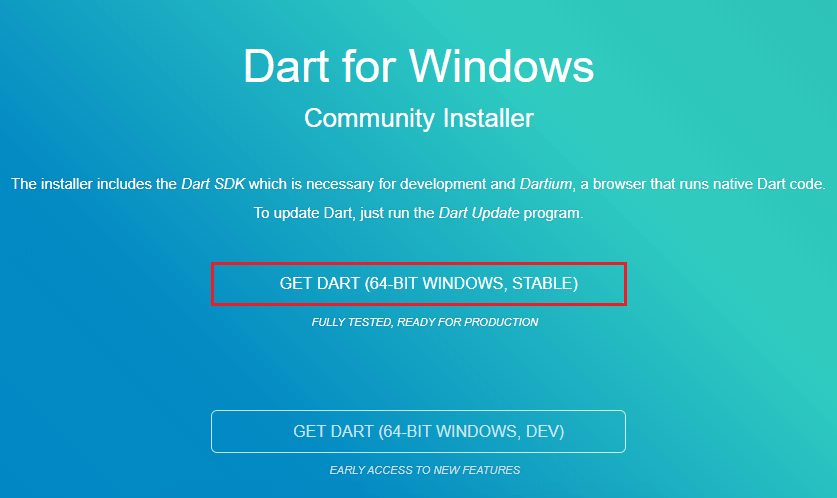 Dart for Windows
Community Installer
The installer includes the Dart SDK which is necessary for development and Dartium, a browser that runs native Dart code.
To update Dart, just run the Dart Update program.
GET DART (64-BIT WINDOWS, STABLE)
FULLY TESTED, READY FOR PRODUCTION
GET DART (64-BIT WINDOWS, DEV)
EARLY ACCESS TO NEW FEATURES